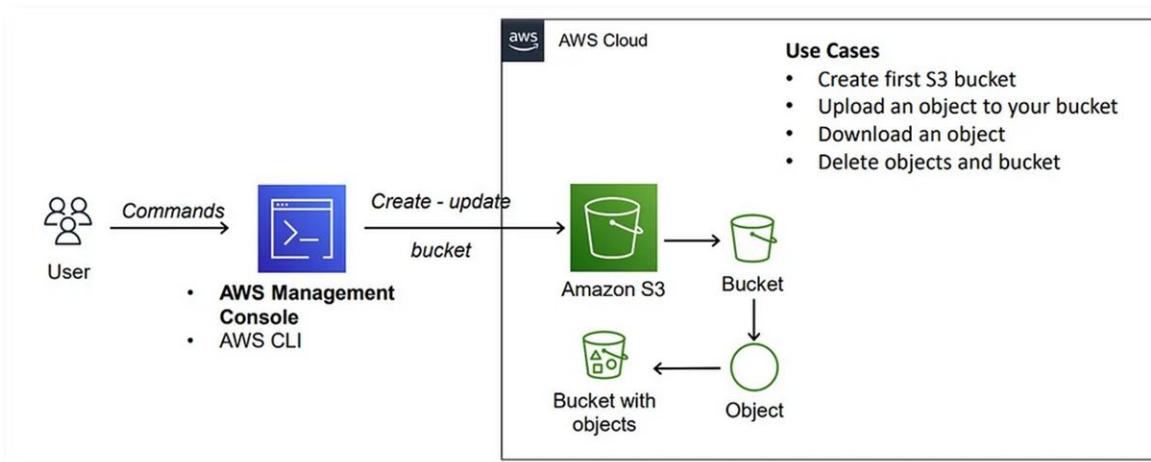 aws
AWS Cloud
Use Cases
• Create first S3 bucket
• Upload an object to your bucket
• Download an object
• Delete objects and bucket
User
Commands
>_
• AWS Management
Console
• AWS CLI
Create - update
bucket
Amazon S3
Bucket
Object
Bucket with
objects